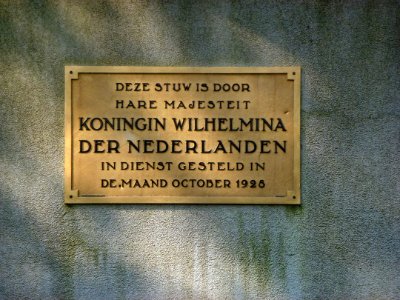 DEZE STUW IS DOOR
HARE MAJESTEIT
KONINGIN WILHELMINA
DER NEDERLANDEN
IN DIENST GESTELD IN
DE MAAND OCTOBER 1928